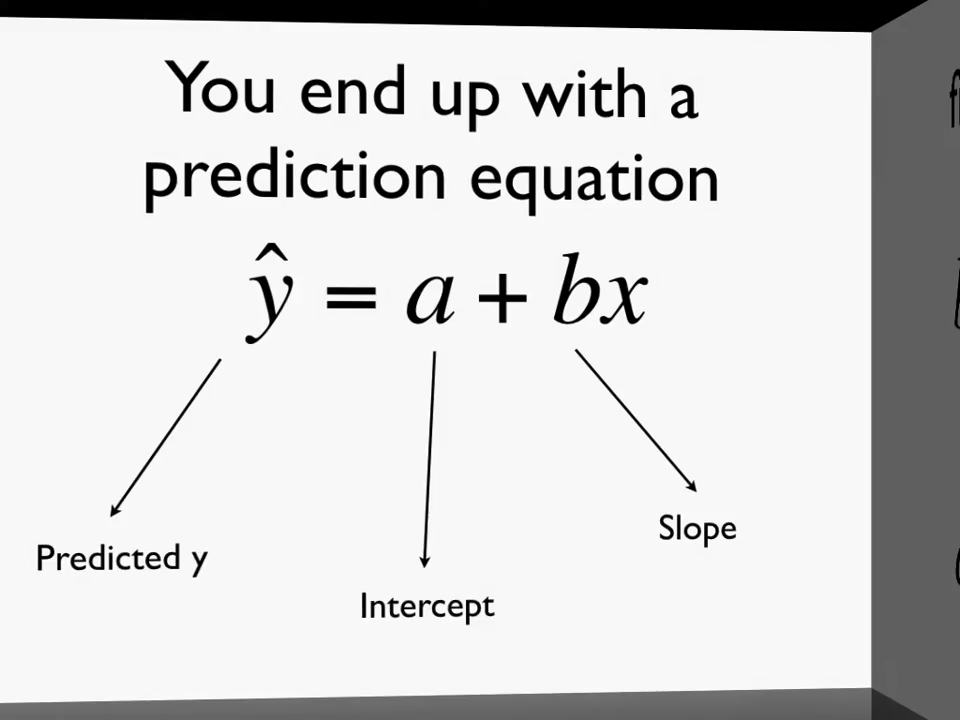 You end up with a
prediction equation
ŷ = a + bx
Predicted y
Intercept
Slope